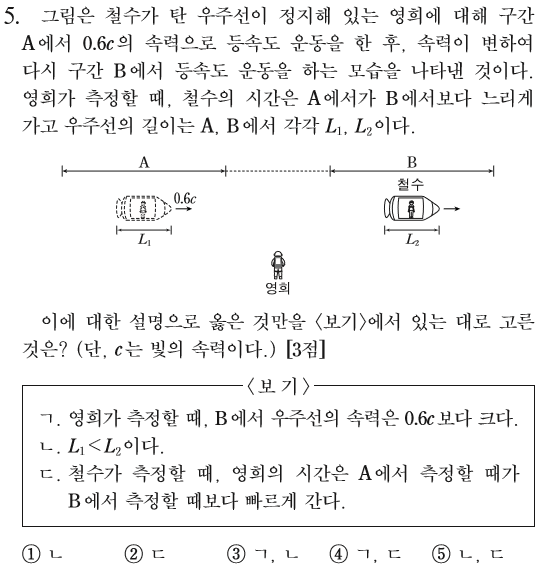 5. 그림은 철수가 탄 우주선이 정지해 있는 영희에 대해 구간
A에서 0.6c의 속력으로 등속도 운동을 한 후, 속력이 변하여
다시 구간 B에서 등속도 운동을 하는 모습을 나타낸 것이다.
영희가 측정할 때, 철수의 시간은 A에서가 B에서보다 느리게
가고 우주선의 길이는 A, B에서 각각 L₁, L₂이다.
A
B
철수
0.6c
L₁
L₂
영희
이에 대한 설명으로 옳은 것만을 <보기>에서 있는 대로 고른
것은? (단, c는 빛의 속력이다.) [3점]
<보 기>
ㄱ. 영희가 측정할 때, B에서 우주선의 속력은 0.6c보다 크다.
ㄴ. L₁<L₂이다.
ㄷ. 철수가 측정할 때, 영희의 시간은 A에서 측정할 때가
B에서 측정할 때보다 빠르게 간다.
① ㄴ ② ㄷ ③ ㄱ, ㄴ ④ ㄱ, ㄷ ⑤ ㄴ, ㄷ